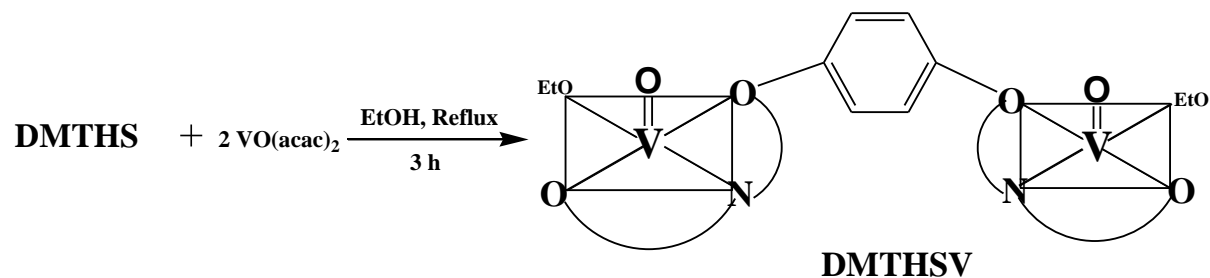 DMTHS + 2 VO(acac)₂ EtOH, Reflux
3 h
O O
EtO O O EtO
V V
O N N O
DMTHSV